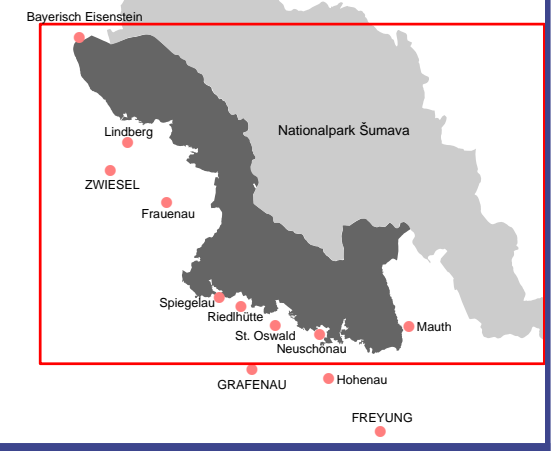 Bayerisch Eisenstein
Lindberg
Nationalpark Šumava
ZWIESEL
Frauenau
Spiegelau
Riedlhütte
St. Oswald
Mauth
Neuschönau
GRAFENAU
Hohenau
FREYUNG